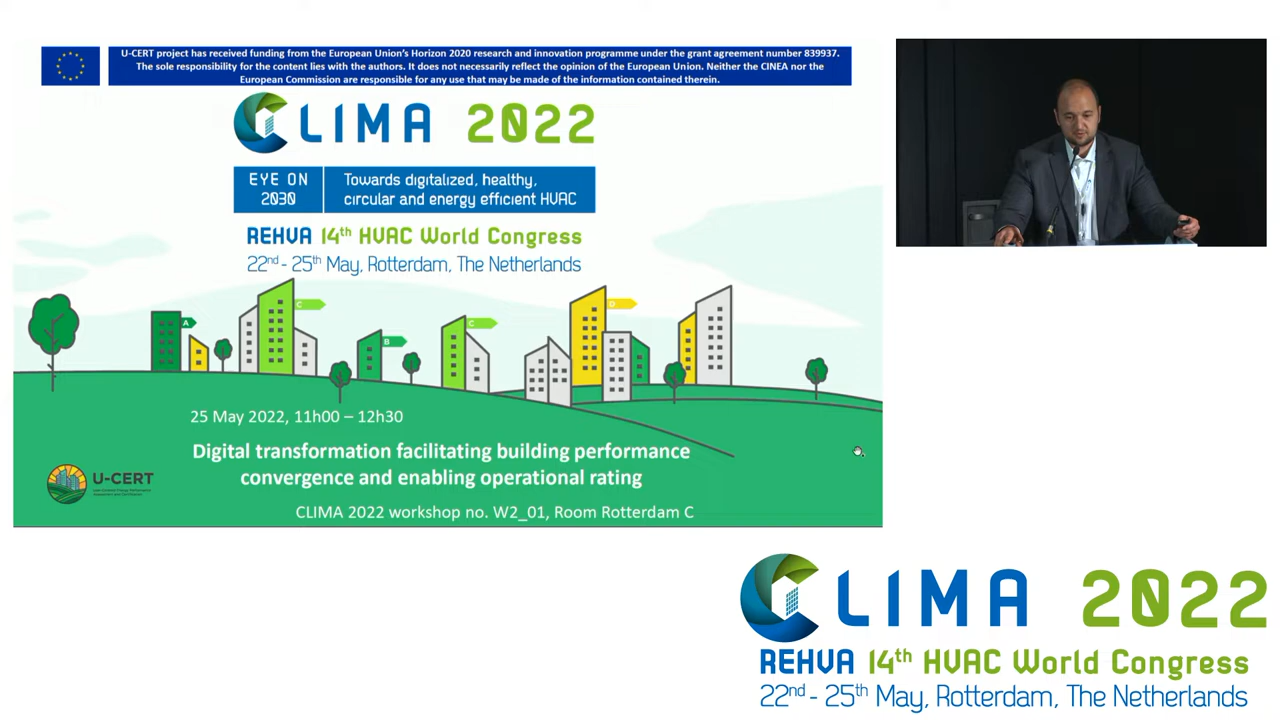 U-CERT project has received funding from the European Union's Horizon 2020 research and innovation programme under the grant agreement number 839937.
The sole responsibility for the content lies with the authors. It does not necessarily reflect the opinion of the European Union. Neither the CINEA nor the
European Commission are responsible for any use that may be made of the information contained therein.
CLIMA 2022
EYE ON
2030
Towards digitalized, healthy,
circular and energy efficient HVAC
REHVA 14th HVAC World Congress
22nd - 25th May, Rotterdam, The Netherlands
A
C
B
C
D
25 May 2022, 11h00 – 12h30
Digital transformation facilitating building performance
convergence and enabling operational rating
U-CERT
CLIMA 2022 workshop no. W2_01, Room Rotterdam C
CLIMA 2022
REHVA 14th HVAC World Congress
22nd - 25th May, Rotterdam, The Netherlands